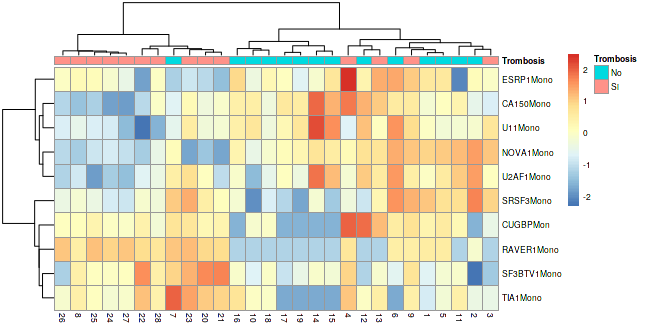 Trombosis
Trombosis
No
SI
ESRP1Mono
CA150Mono
U11Mono
NOVA1Mono
U2AF1Mono
SRSF3Mono
CUGBPMon
RAVER1Mono
SF3BTV1Mono
TIA1Mono
2
1
0
-1
-2
26 8 25 24 27 22 28 7 23 20 21 16 10 18 17 19 14 15 4 12 13 6 9 1 5 11 2 3